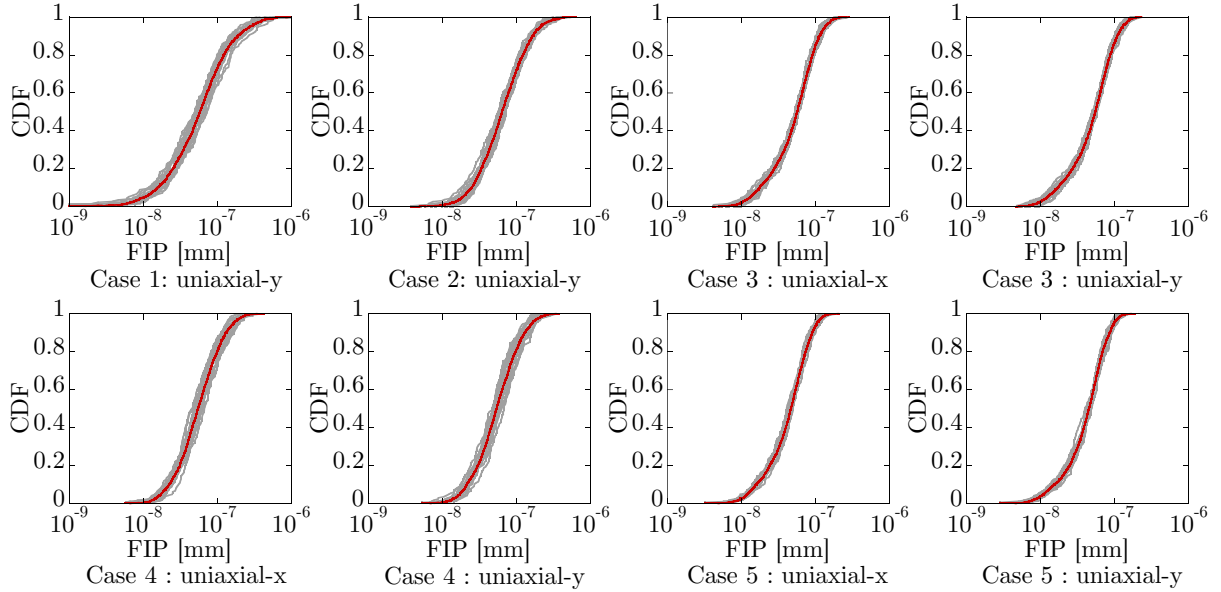 CDF
1
0.8
0.6
0.4
0.2
0
10^-9 10^-8 10^-7 10^-6
FIP [mm]
Case 1: uniaxial-y
CDF
1
0.8
0.6
0.4
0.2
0
10^-9 10^-8 10^-7 10^-6
FIP [mm]
Case 2: uniaxial-y
CDF
1
0.8
0.6
0.4
0.2
0
10^-9 10^-8 10^-7 10^-6
FIP [mm]
Case 3 : uniaxial-x
CDF
1
0.8
0.6
0.4
0.2
0
10^-9 10^-8 10^-7 10^-6
FIP [mm]
Case 3 : uniaxial-y
CDF
1
0.8
0.6
0.4
0.2
0
10^-9 10^-8 10^-7 10^-6
FIP [mm]
Case 4 : uniaxial-x
CDF
1
0.8
0.6
0.4
0.2
0
10^-9 10^-8 10^-7 10^-6
FIP [mm]
Case 4 : uniaxial-y
CDF
1
0.8
0.6
0.4
0.2
0
10^-9 10^-8 10^-7 10^-6
FIP [mm]
Case 5 : uniaxial-x
CDF
1
0.8
0.6
0.4
0.2
0
10^-9 10^-8 10^-7 10^-6
FIP [mm]
Case 5 : uniaxial-y